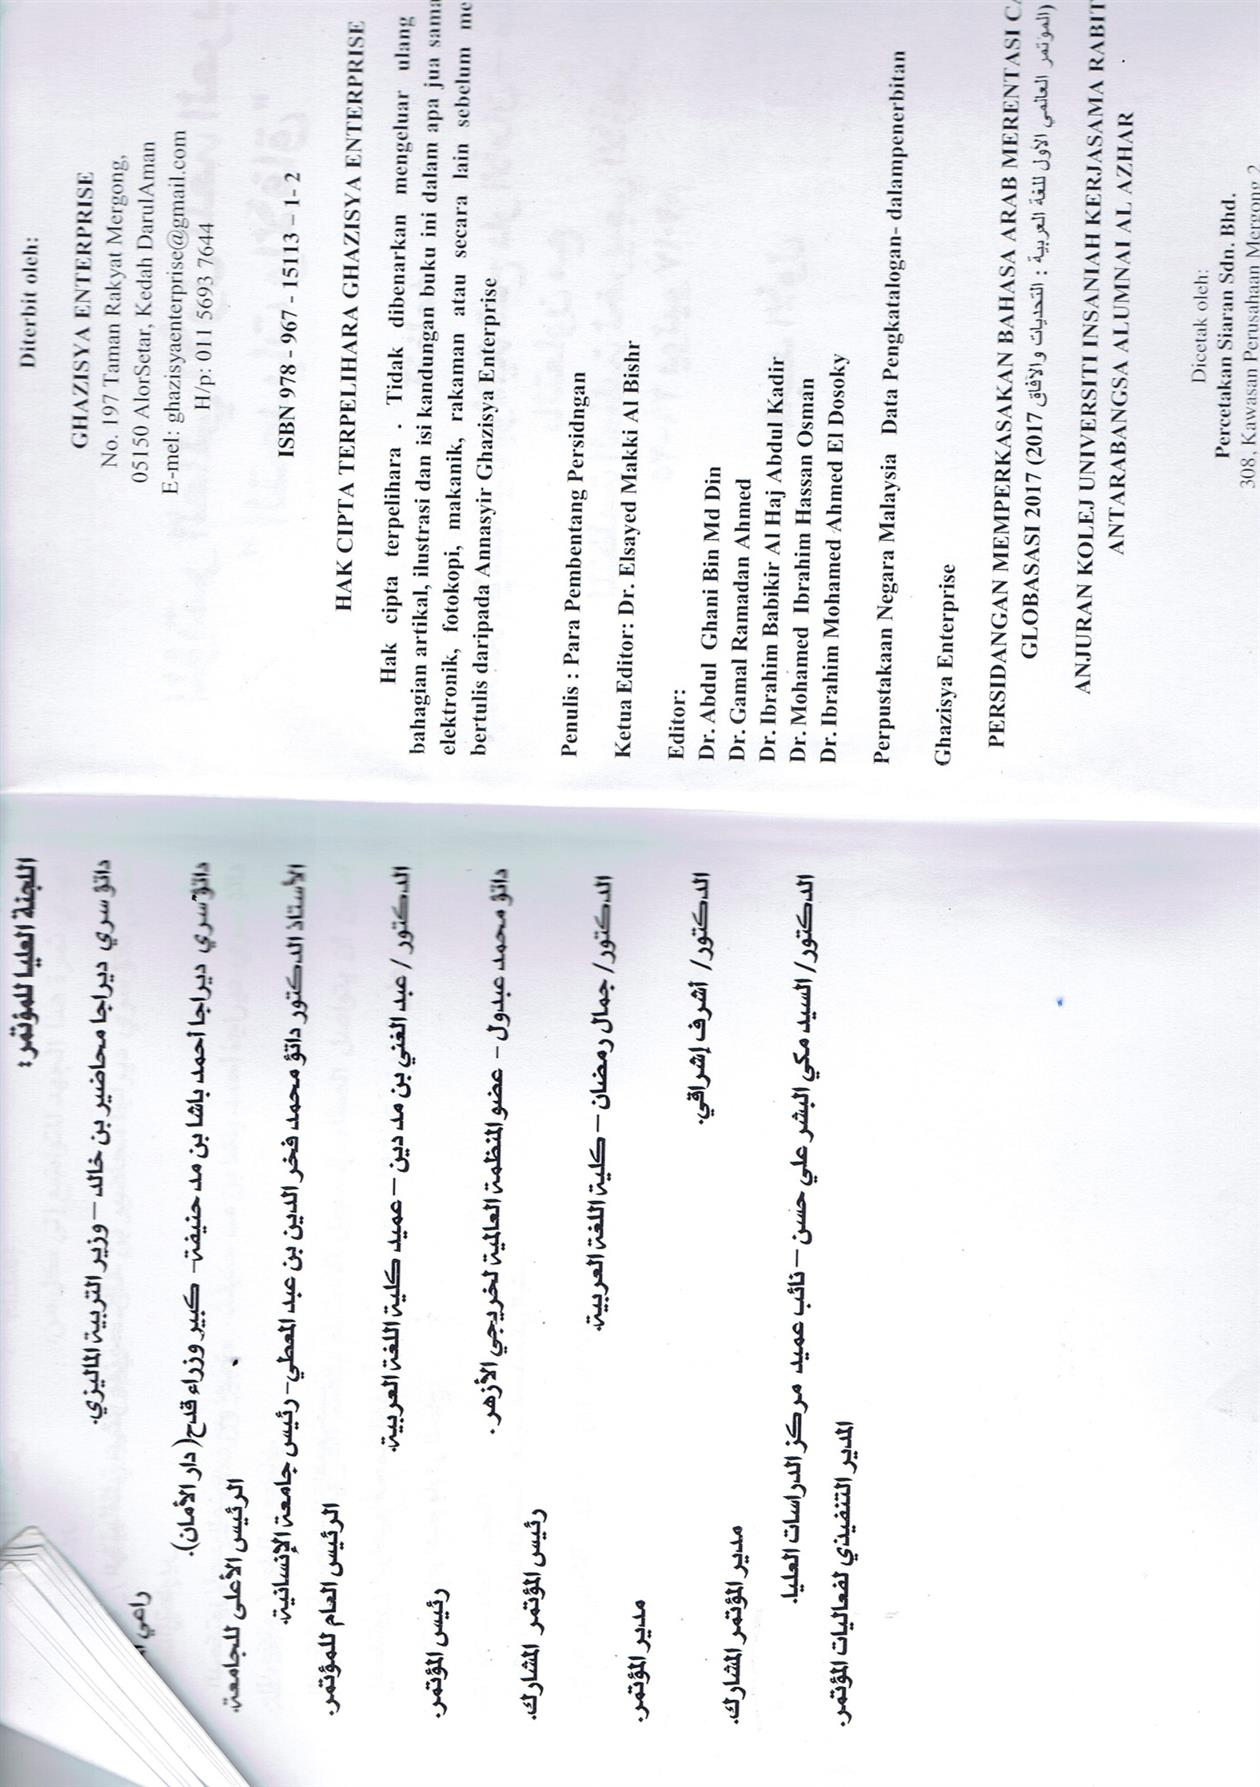 اللجنة العليا للمؤتمر:
داتؤ سري ديراجا محاضير بن خالد – وزير التربية الماليزي.
راعي
داتؤ سري ديراجا أحمد باشا بن مد حنيفة- كبير وزراء قدح( دار الأمان).
الرئيس الأعلى للجامعة.
الأستاذ الدكتور داتؤ محمد فخر الدين بن عبد المعطي- رئيس جامعة الإنسانية.
الرئيس العام للمؤتمر.
الدكتور / عبد الغني بن مد دين – عميد كلية اللغة العربية.
رئيس المؤتمر.
داتؤ محمد عبدول- عضو المنظمة العالمية لخريجي الأزهر.
رئيس المؤتمر المشارك.
الدكتور/ جمال رمضان – كلية اللغة العربية.
مدير المؤتمر.
الدكتور/ أشرف إشراقي.
مدير المؤتمر المشارك.
الدكتور/ السيد مكي البشر علي حسن – نائب عميد مركز الدراسات العليا.
المدير التنفيذي لفعاليات المؤتمر.
Diterbit oleh:
GHAZISYA ENTERPRISE
No. 197 Taman Rakyat Mergong,
05150 AlorSetar, Kedah DarulAman
E-mel: ghazisyaenterprise@gmail.com
H/p: 011 5693 7644
ISBN 978 - 967 - 15113 - 1- 2
HAK CIPTA TERPELIHARA GHAZISYA ENTERPRISE
Hak cipta terpelihara . Tidak dibenarkan mengeluar ulang
bahagian artikal, ilustrasi dan isi kandungan buku ini dalam apa jua sama
elektronik, fotokopi, makanik, rakaman atau secara lain sebelum me
bertulis daripada Annasyir Ghazisya Enterprise
Penulis : Para Pembentang Persidngan
Ketua Editor: Dr. Elsayed Makki Al Bishr
Editor:
Dr. Abdul Ghani Bin Md Din
Dr. Gamal Ramadan Ahmed
Dr. Ibrahim Babikir Al Haj Abdul Kadir
Dr. Mohamed Ibrahim Hassan Osman
Dr. Ibrahim Mohamed Ahmed El Dosoky
Perpustakaan Negara Malaysia Data Pengkatalogan- dalampenerbitan
Ghazisya Enterprise
PERSIDANGAN MEMPERKASAKAN BAHASA ARAB MERENTASI CA
GLOBASASI 2017 (2017 المؤتمر العالمي الأول للغة العربية : التحديات والآفاق)
ANJURAN KOLEJ UNIVERSITI INSANIAH KERJASAMA RABIT
ANTARABANGSA ALUMNAI AL AZHAR
Dicetak oleh:
Percetakan Siaran Sdn. Bhd.
308, Kawasan Perusahaan Mergong 2